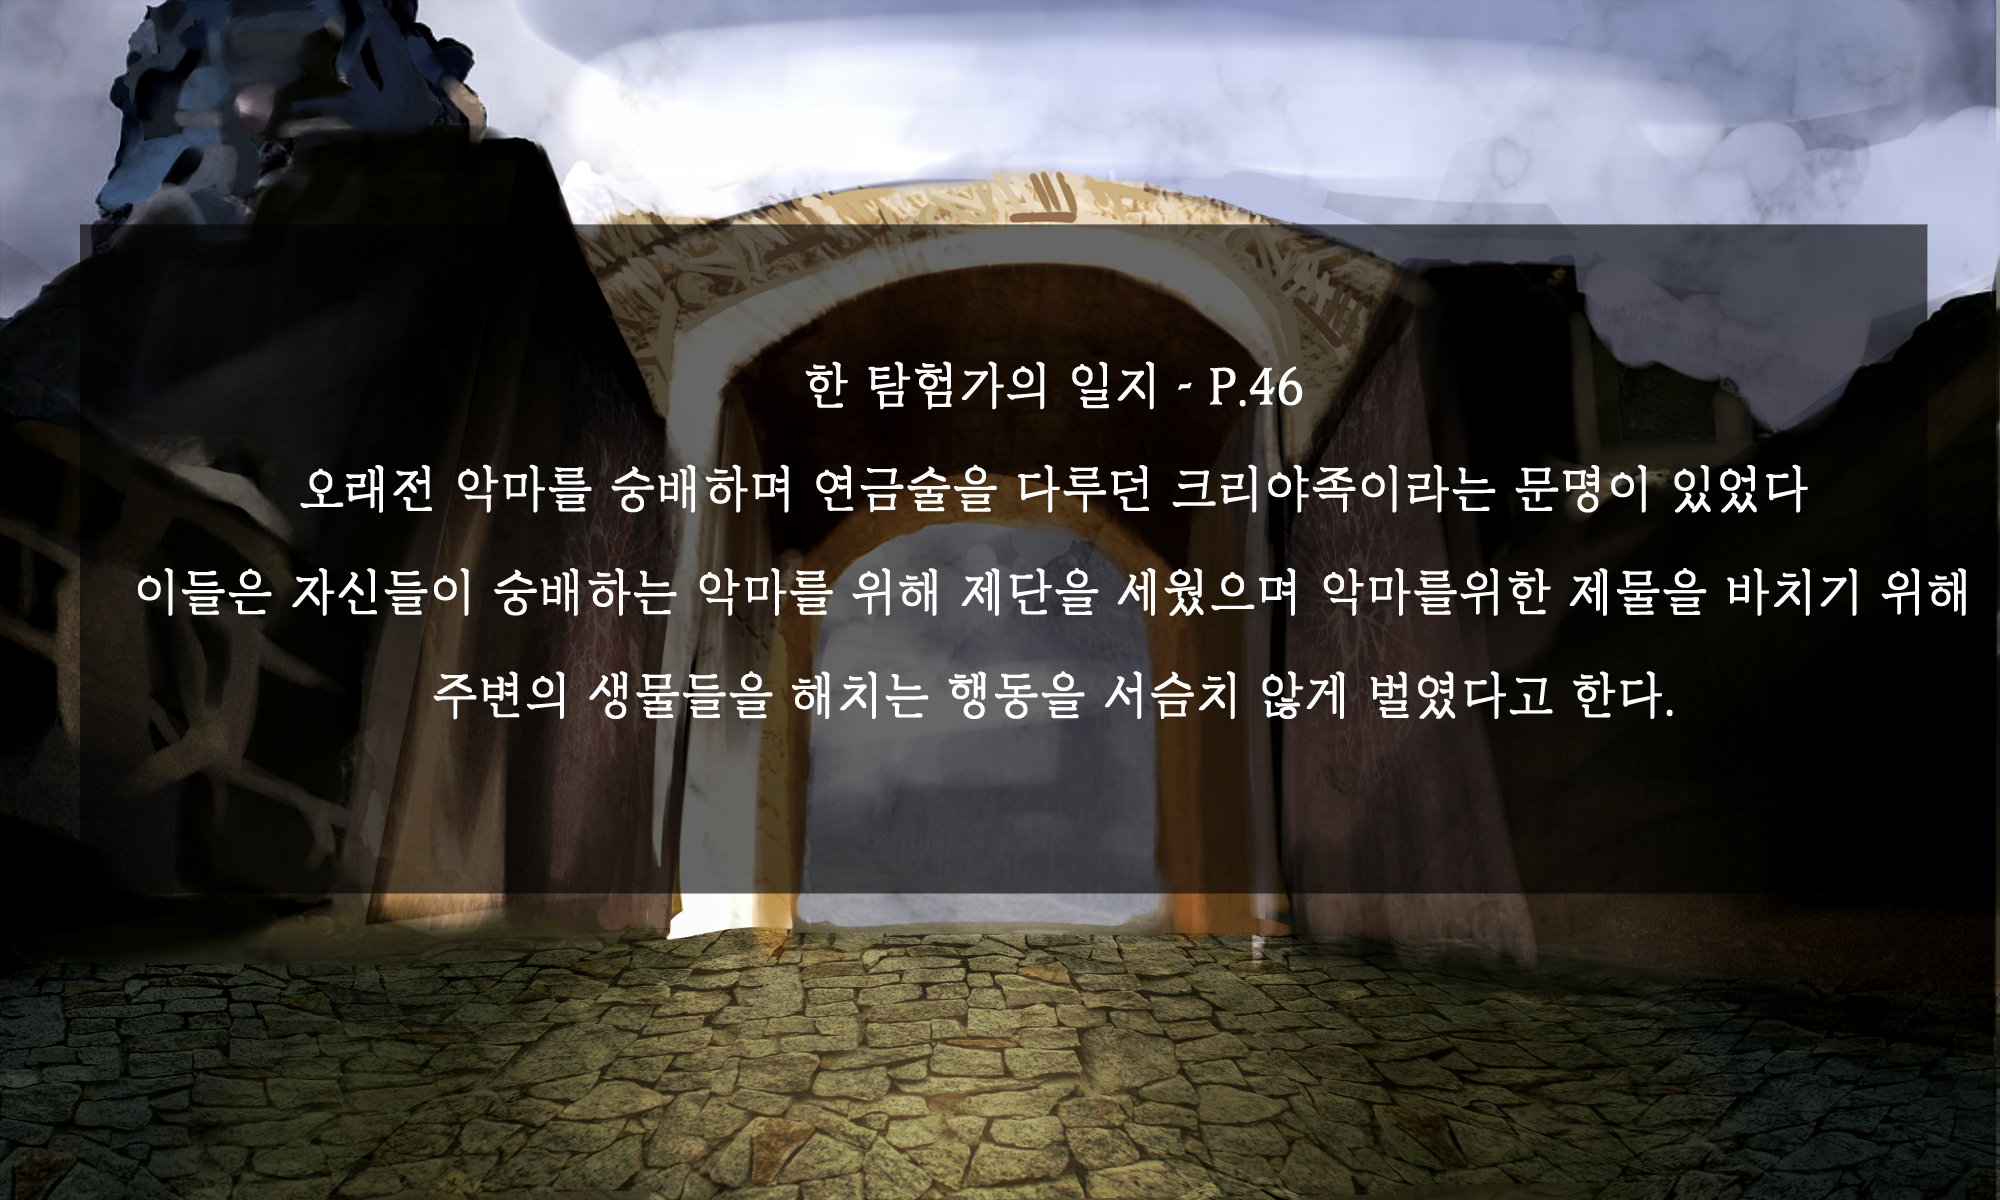 한 탐험가의 일지 - P.46
오래전 악마를 숭배하며 연금술을 다루던 크리야족이라는 문명이 있었다
이들은 자신들이 숭배하는 악마를 위해 제단을 세웠으며 악마를위한 제물을 바치기 위해
주변의 생물들을 해치는 행동을 서슴치 않게 벌였다고 한다.